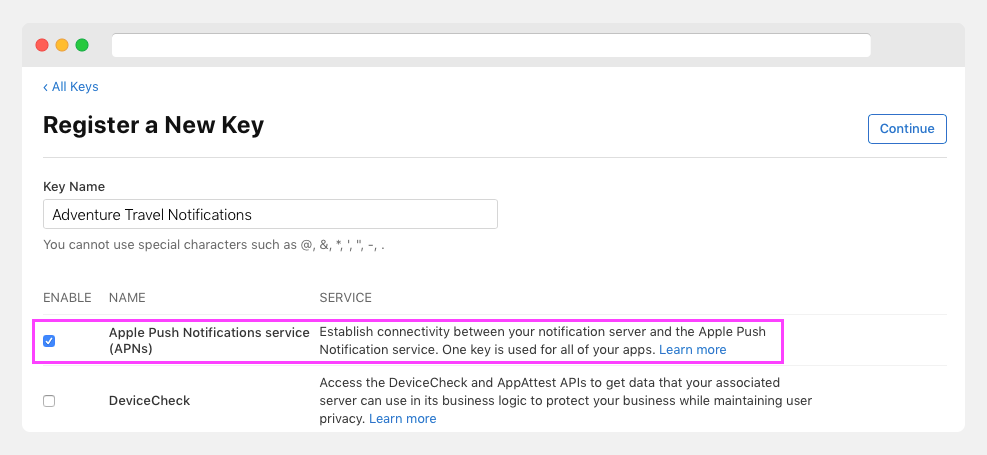 ‹ All Keys
Register a New Key
Continue
Key Name
Adventure Travel Notifications
You cannot use special characters such as @, &, *, ', ", -, .
ENABLE NAME SERVICE
Apple Push Notifications service
(APNs)
Establish connectivity between your notification server and the Apple Push
Notification service. One key is used for all of your apps. Learn more
DeviceCheck
Access the DeviceCheck and AppAttest APIs to get data that your associated
server can use in its business logic to protect your business while maintaining user
privacy. Learn more